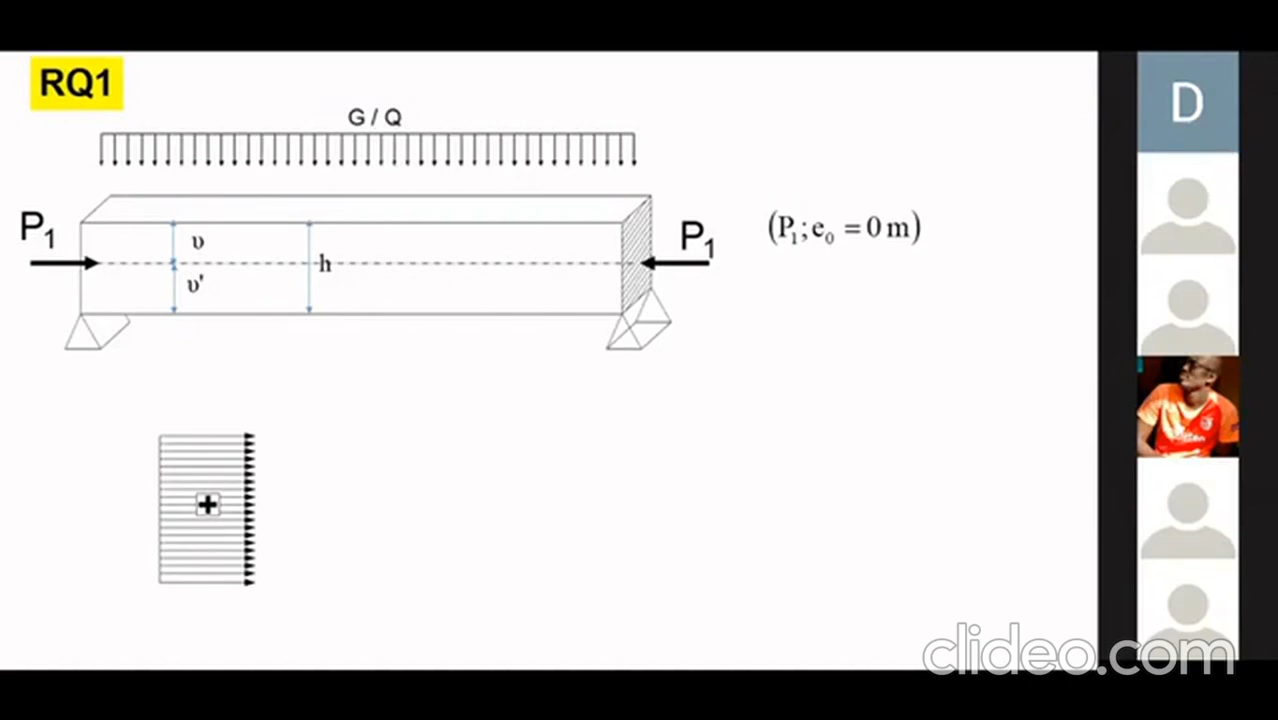 RQ1
G / Q
P₁
P₁
(P₁; e₀ = 0 m)
υ
h
υ'
+
D
clideo.com